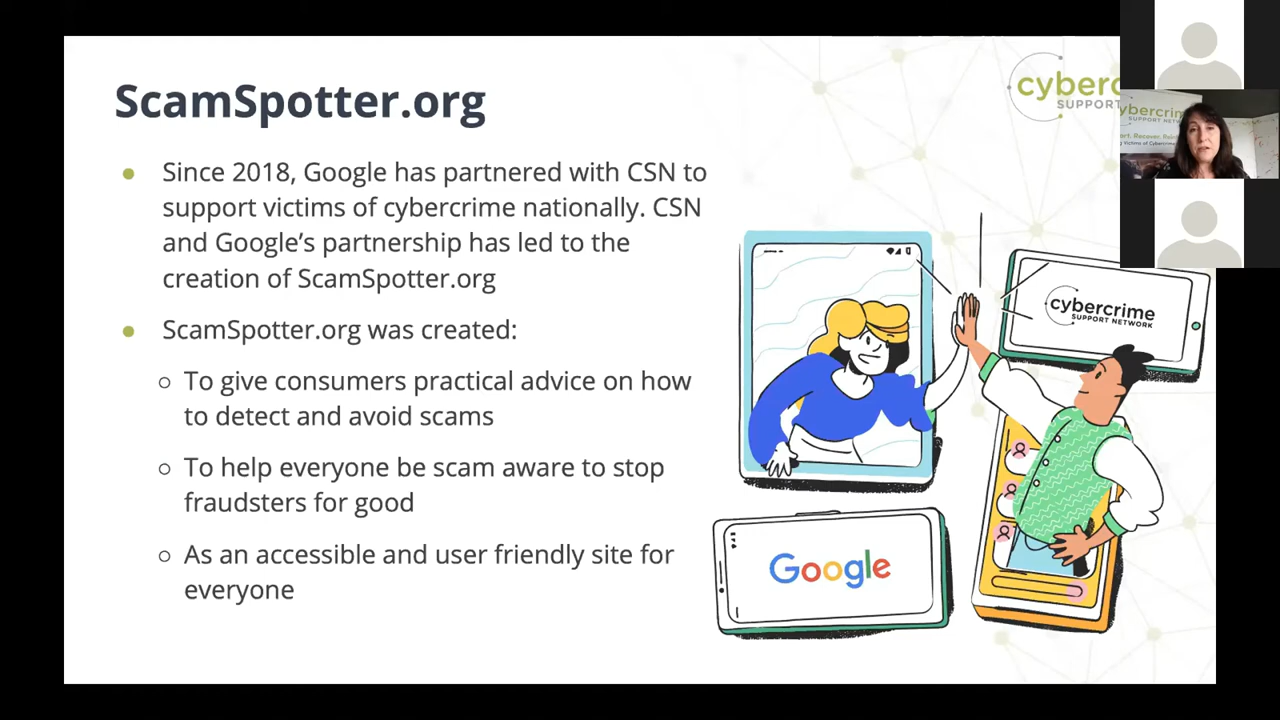 ScamSpotter.org
Since 2018, Google has partnered with CSN to
support victims of cybercrime nationally. CSN
and Google's partnership has led to the
creation of ScamSpotter.org
ScamSpotter.org was created:
To give consumers practical advice on how
to detect and avoid scams
To help everyone be scam aware to stop
fraudsters for good
As an accessible and user friendly site for
everyone
cyberc
SUPPORT
cybercrime
SUPPORT NETWORK
Google
ybercrime